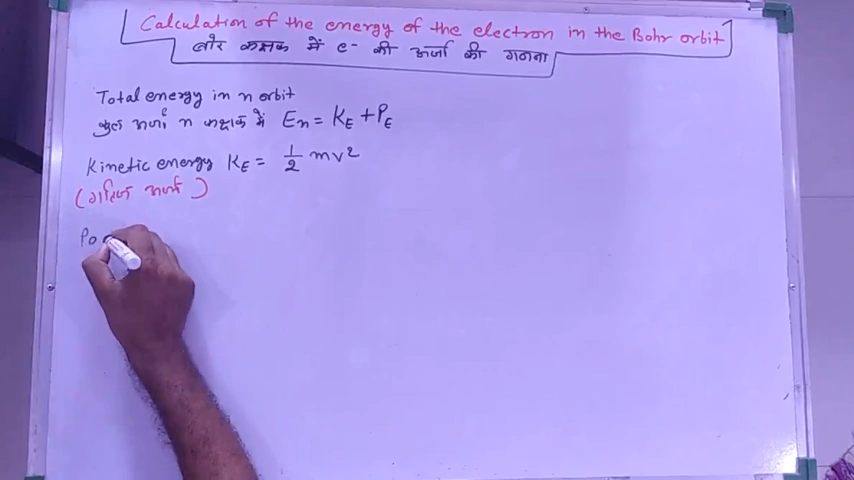 Calculation of the energy of the electron in the Bohr orbit
बोर कक्षक में e- की ऊर्जा की गणना
Total energy in n orbit
कुल ऊर्जा n कक्षक में En = KE + PE
Kinetic energy KE = 1/2 mv²
(गतिज ऊर्जा)
Po